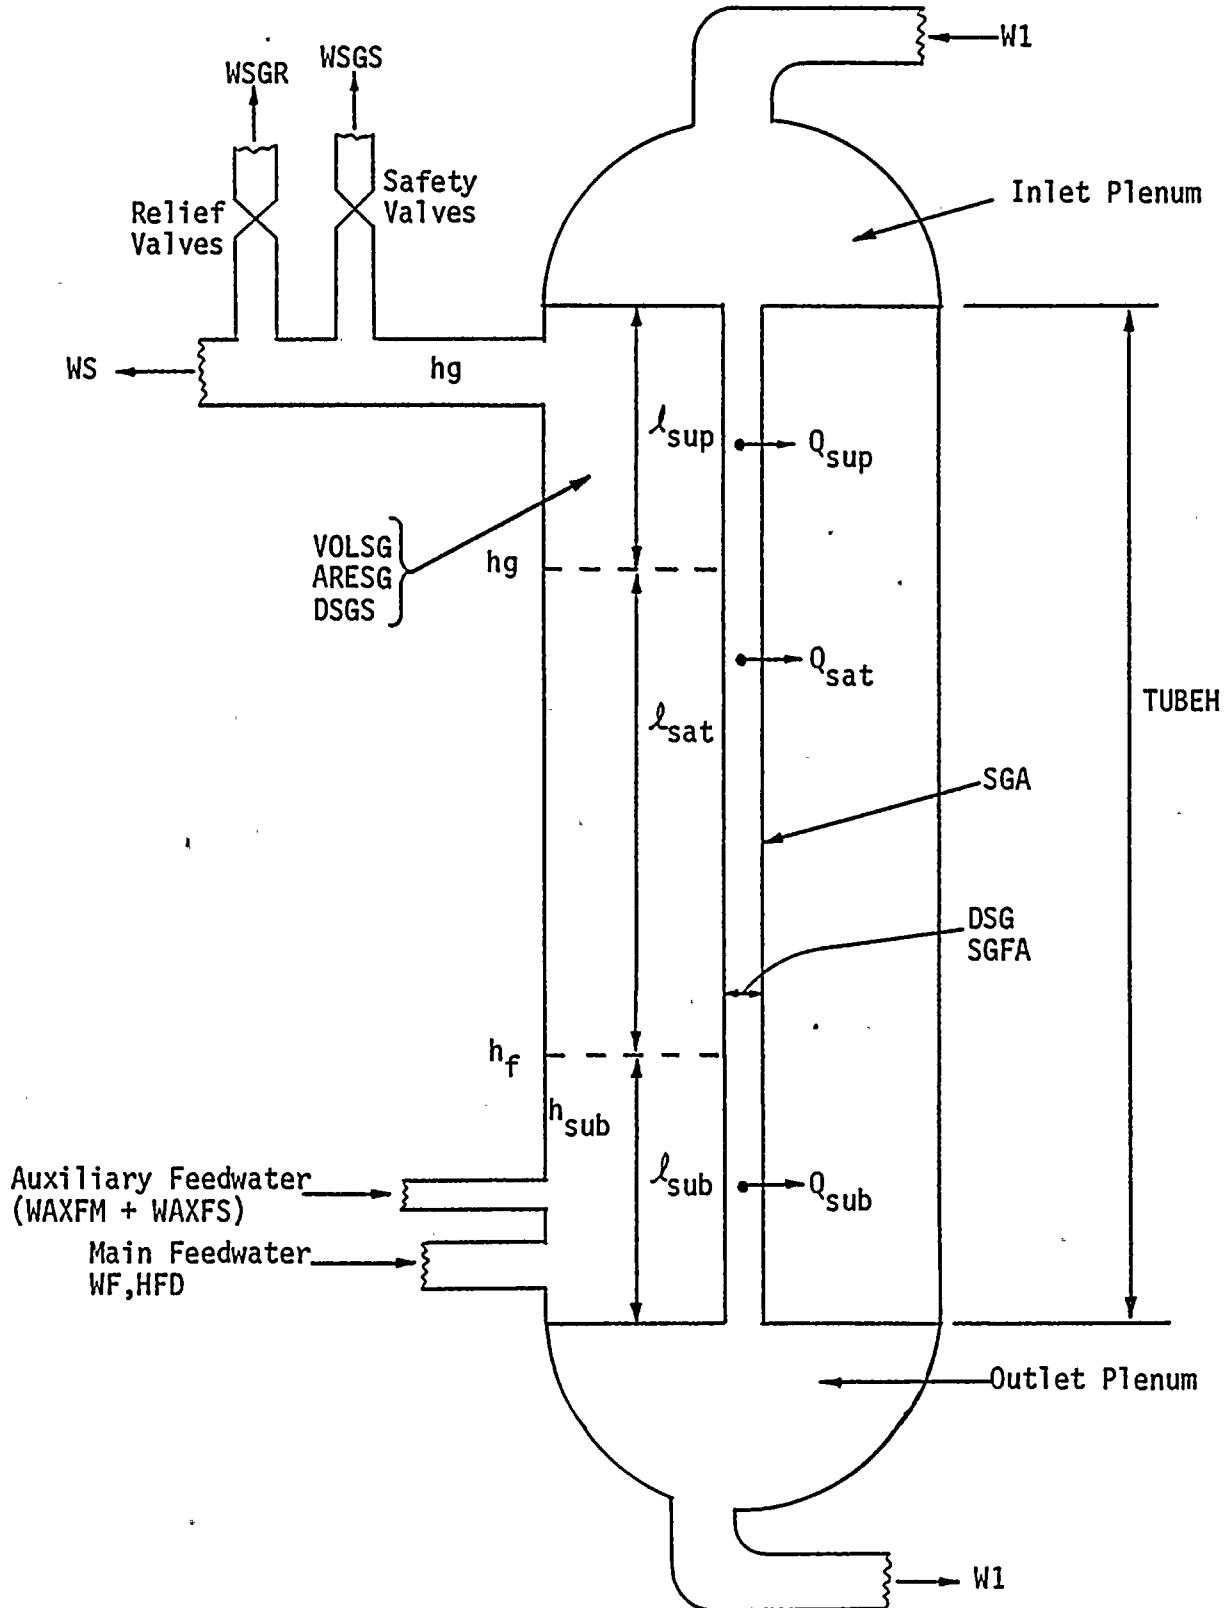 W1
WSGS
WSGR
Safety
Valves
Relief
Valves
Inlet Plenum
WS
hg
ℓsup
Qsup
VOLSG
ARESG
DSGS
hg
Qsat
ℓsat
TUBEH
SGA
DSG
SGFA
hf
hsub
Auxiliary Feedwater
(WAXFM + WAXFS)
ℓsub
Qsub
Main Feedwater
WF,HFD
Outlet Plenum
W1